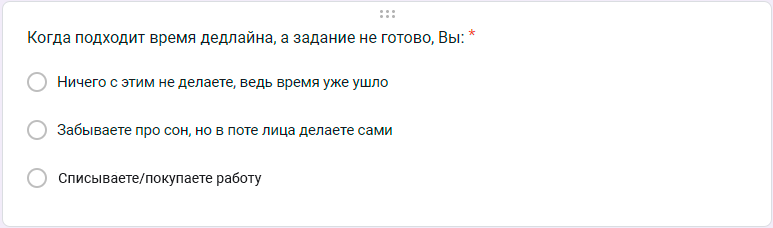 Когда подходит время дедлайна, а задание не готово, Вы: *
Ничего с этим не делаете, ведь время уже ушло
Забываете про сон, но в поте лица делаете сами
Списываете/покупаете работу